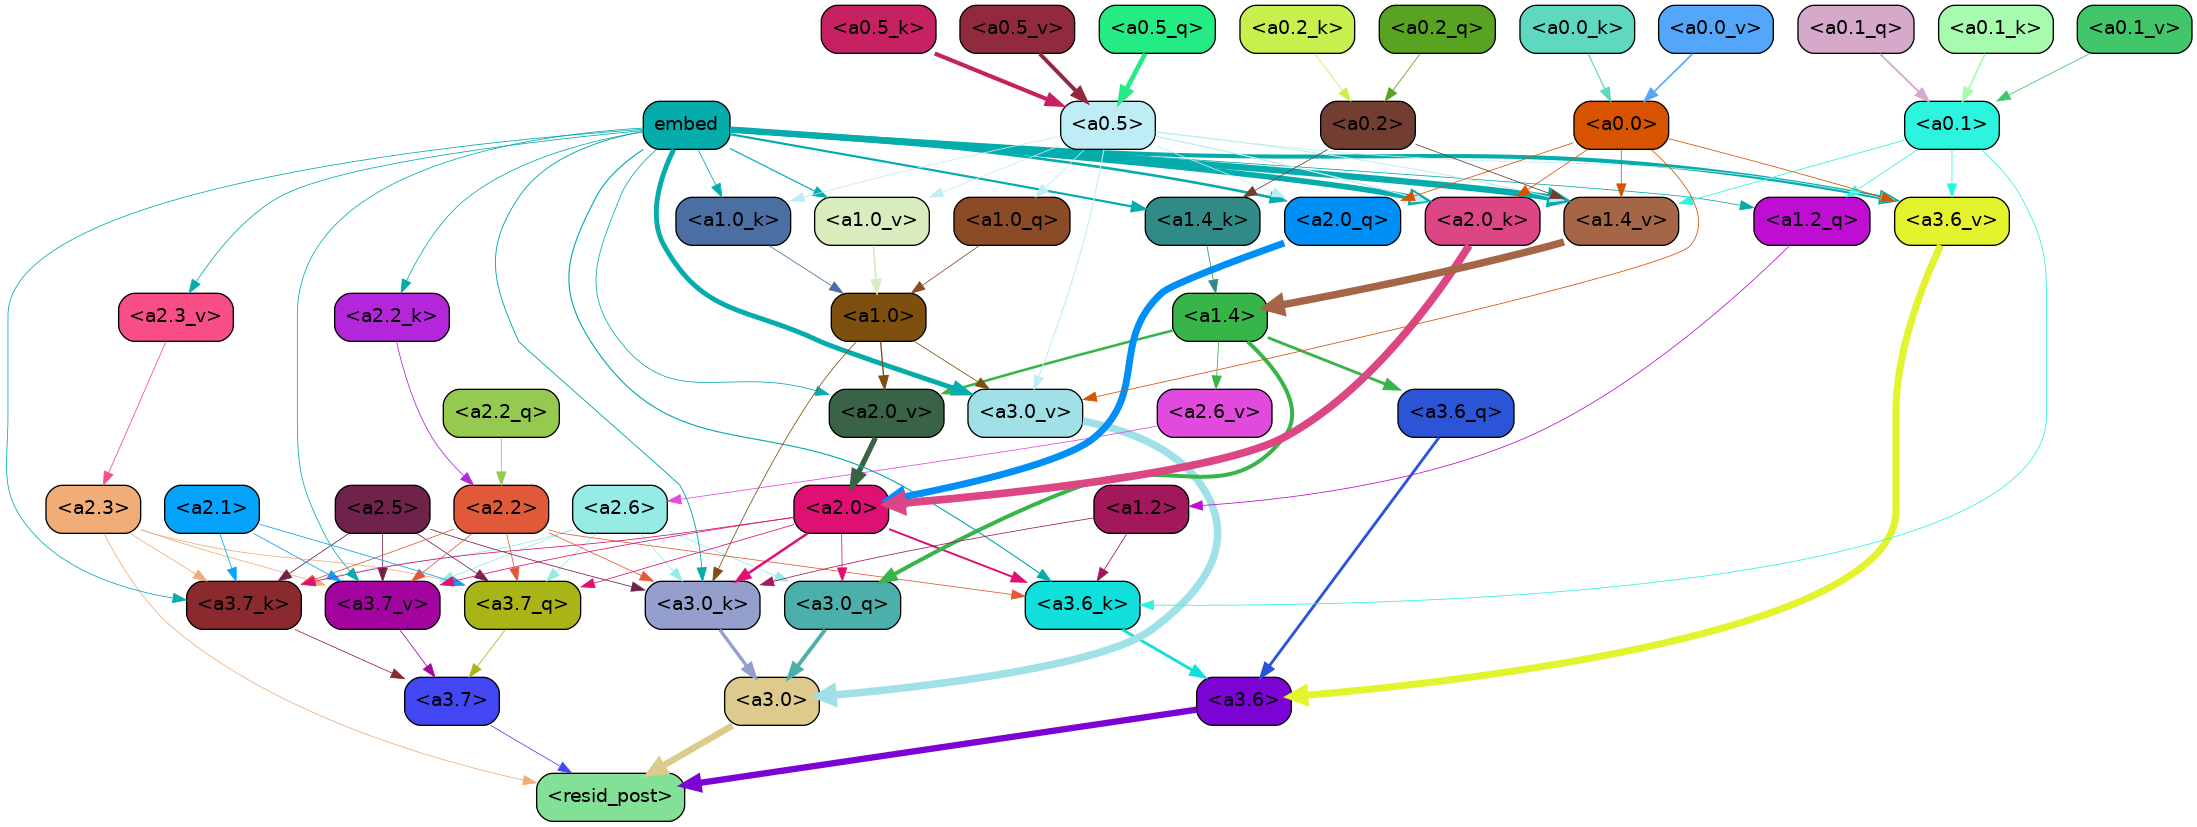 <a0.5_k> <a0.5_v> <a0.5_q> <a0.2_k> <a0.2_q> <a0.0_k> <a0.0_v> <a0.1_q> <a0.1_k> <a0.1_v>
embed <a0.5> <a0.2> <a0.0> <a0.1>
<a1.0_k> <a1.0_v> <a1.0_q> <a1.4_k> <a2.0_q> <a2.0_k> <a1.4_v> <a1.2_q> <a3.6_v>
<a2.3_v> <a2.2_k> <a1.0> <a1.4>
<a2.2_q> <a2.0_v> <a3.0_v> <a2.6_v> <a3.6_q>
<a2.3> <a2.1> <a2.5> <a2.2> <a2.6> <a2.0> <a1.2>
<a3.7_k> <a3.7_v> <a3.7_q> <a3.0_k> <a3.0_q> <a3.6_k>
<a3.7> <a3.0> <a3.6>
<resid_post>